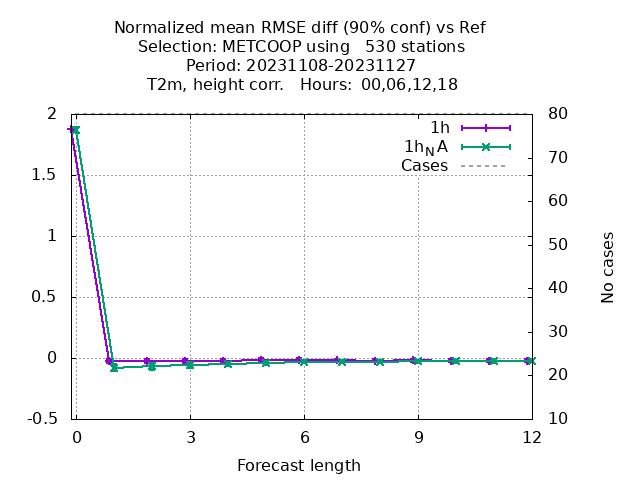 Normalized mean RMSE diff (90% conf) vs Ref
Selection: METCOOP using   530 stations
Period: 20231108-20231127
T2m, height corr.   Hours:  00,06,12,18
1h
1hNA
Cases
2
1.5
1
0.5
0
-0.5
80
70
60
50
40
30
20
10
No cases
0 3 6 9 12
Forecast length